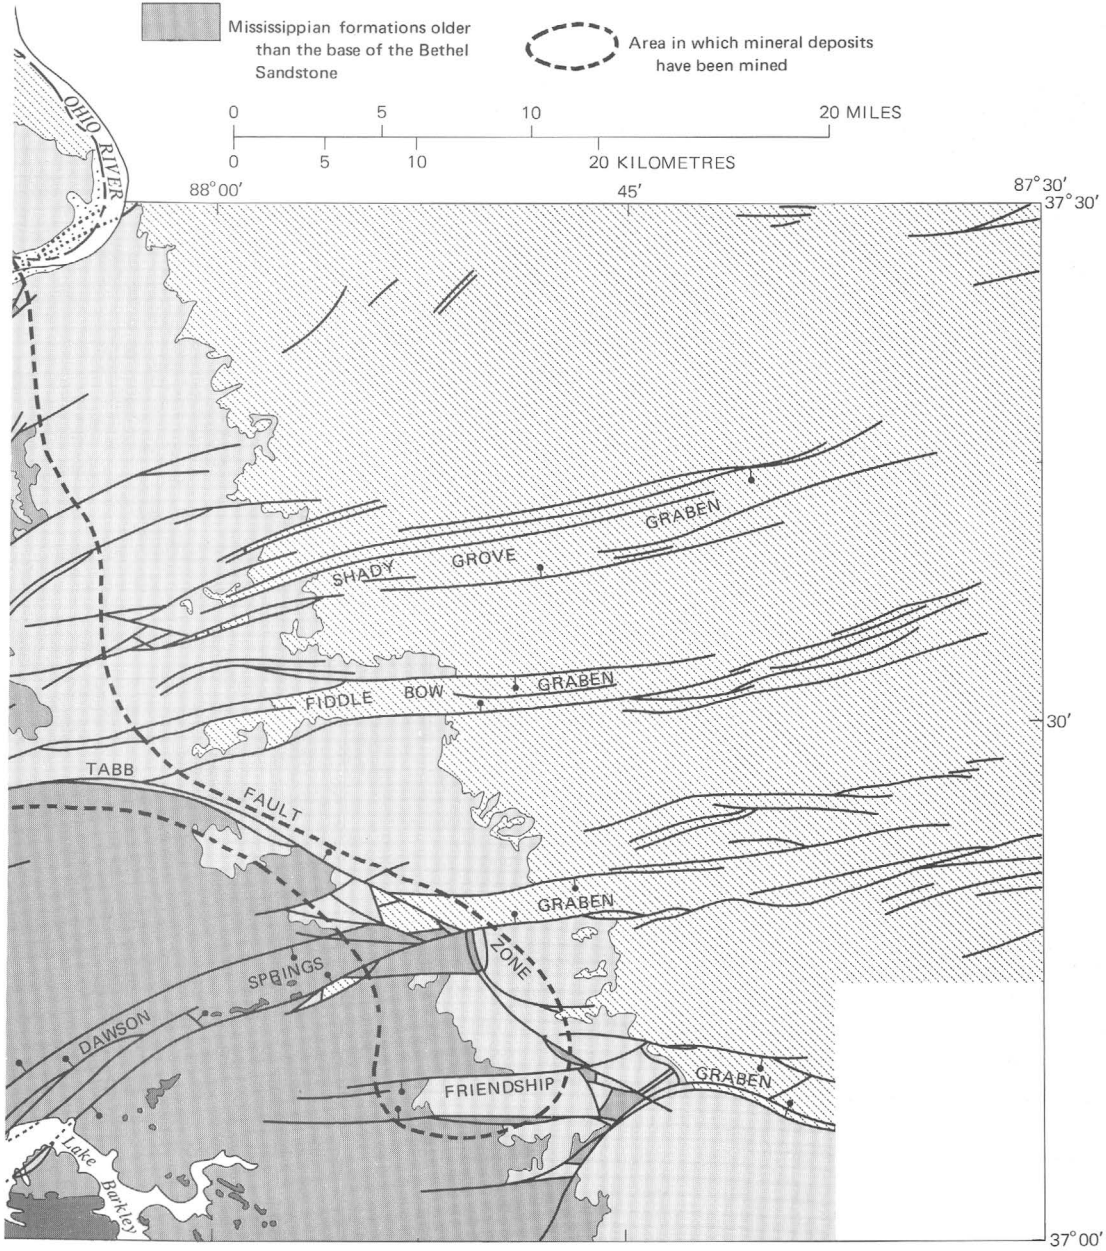 Mississippian formations older
than the base of the Bethel
Sandstone
Area in which mineral deposits
have been mined
0 5 10 20 MILES
0 5 10 20 KILOMETRES
OHIO RIVER
88°00′ 45′ 87°30′
37°30′
GRABEN
SHADY GROVE
FIDDLE BOW GRABEN
30′
TABB
FAULT
GRABEN
ZONE
SPRINGS
DAWSON
GRABEN
FRIENDSHIP
Lake
Barkley
37°00′